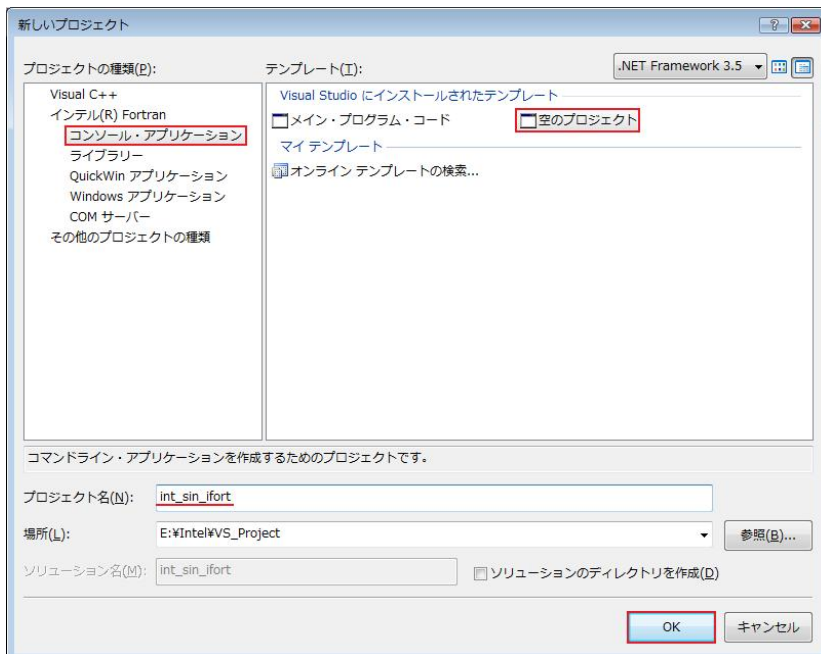 新しいプロジェクト
プロジェクトの種類(P):
Visual C++
インテル(R) Fortran
コンソール・アプリケーション
ライブラリー
QuickWin アプリケーション
Windows アプリケーション
COM サーバー
その他のプロジェクトの種類
テンプレート(T):
.NET Framework 3.5
Visual Studio にインストールされたテンプレート
メイン・プログラム・コード
空のプロジェクト
マイ テンプレート
オンライン テンプレートの検索...
コマンドライン・アプリケーションを作成するためのプロジェクトです。
プロジェクト名(N): int_sin_ifort
場所(L): E:¥Intel¥VS_Project 参照(B)...
ソリューション名(M): int_sin_ifort ソリューションのディレクトリを作成(D)
OK キャンセル